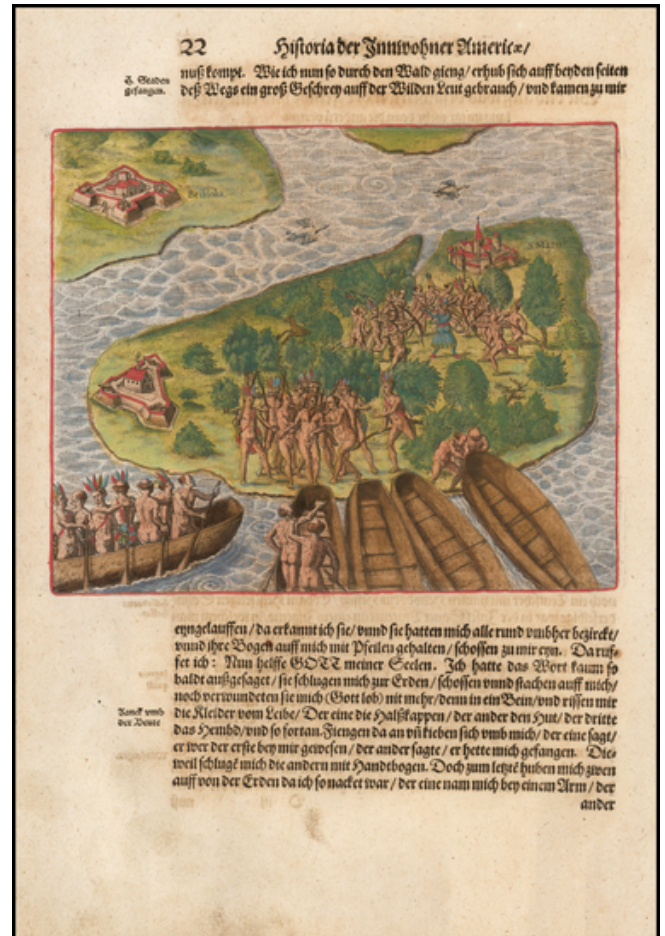 22 Historia der Innwohner Americæ/
H. Staden
gefangen.
nuß kompt. Wie ich nun so durch den Wald gieng/ erhub sich auff beyden seiten
deß Wegs ein groß Geschrey auff der Wilden Leut gebrauch/ vnd kamen zu mir
Brikioka
eyngelauffen/ da erkannt ich sie/ vnnd sie hatten mich alle rund vmbher bezirckt/
vnnd ihre Bogen auff mich mit Pfeilen gehalten/ schossen zu mir eyn. Da ruf-
fet ich: Nun helffe GOTT meiner Seelen. Ich hatte das Wort kaum so
baldt außgesaget/ sie schlugen mich zur Erden/ schossen vnnd stachen auff mich/
noch verwundeten sie mich (Gott lob) nit mehr/ denn in ein Bein/ vnd rissen mir
Zanck vmb
der Beute
die Kleider vom Leibe/ Der eine die Halßkappen/ der ander den Hut/ der dritte
das Hembd/ vnd so fortan. Fiengen da an vñ kieben sich vmb mich/ der eine sagt/
er wer der erste bey mir gewesen/ der ander sagte/ er hette mich gefangen. Die-
weil schlugē mich die andern mit Handtbogen. Doch zum letztē huben mich zwen
auff von der Erden da ich so nacket war/ der eine nam mich bey einem Arm/ der
ander